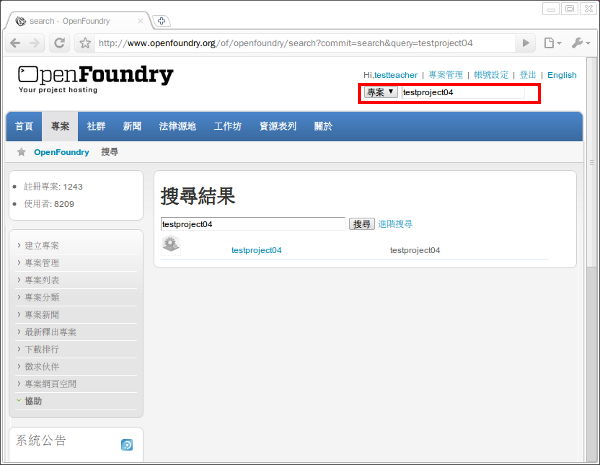 search - OpenFoundry
http://www.openfoundry.org/of/openfoundry/search?commit=search&query=testproject04
OpenFoundry
Your project hosting
Hi,testteacher | 專案管理 | 帳號設定 | 登出 | English
專案 testproject04
首頁 專案 社群 新聞 法律源地 工作坊 資源表列 關於
OpenFoundry 搜尋
註冊專案: 1243
使用者: 8209
建立專案
專案管理
專案列表
專案分類
專案新聞
最新釋出專案
下載排行
徵求伙伴
專案網頁空間
協助
系統公告
搜尋結果
testproject04 搜尋 進階搜尋
testproject04 testproject04